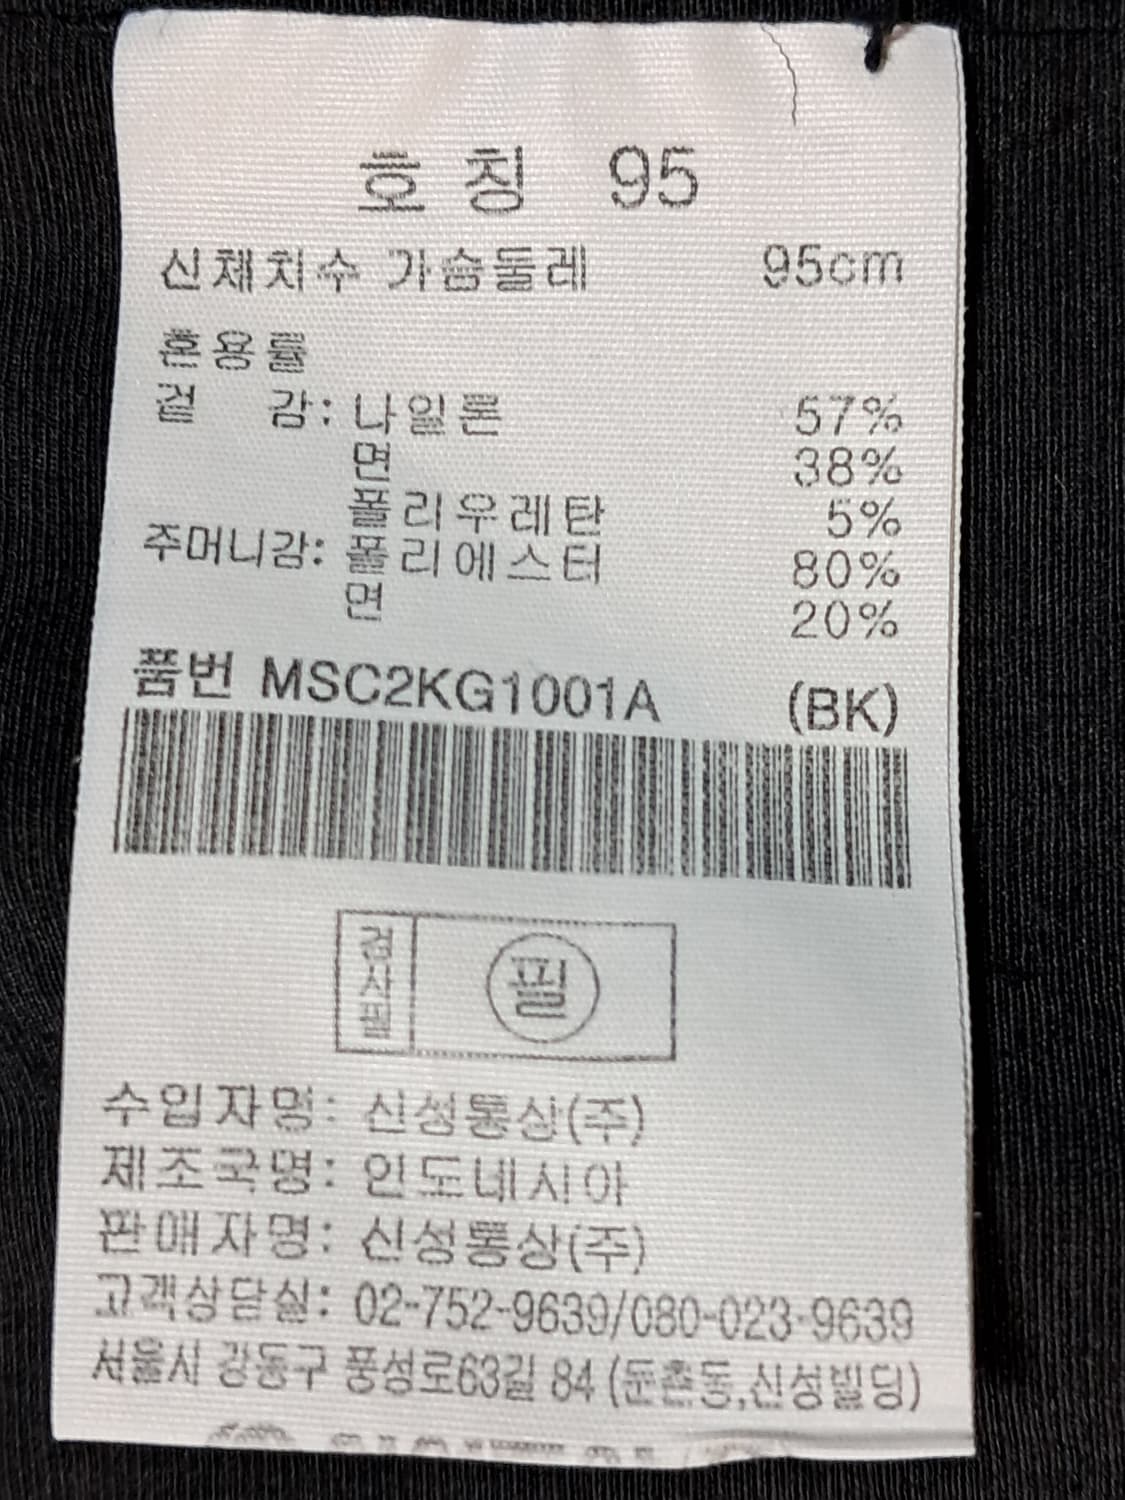 호칭 95
신체치수 가슴둘레 95cm
혼용률
겉 감: 나일론 57%
면 38%
폴리우레탄 5%
주머니감: 폴리에스터 80%
면 20%
품번 MSC2KG1001A (BK)
검사필 필
수입자명: 신성통상(주)
제조국명: 인도네시아
판매자명: 신성통상(주)
고객상담실: 02-752-9639/080-023-9639
서울시 강동구 풍성로63길 84 (둔촌동,신성빌딩)